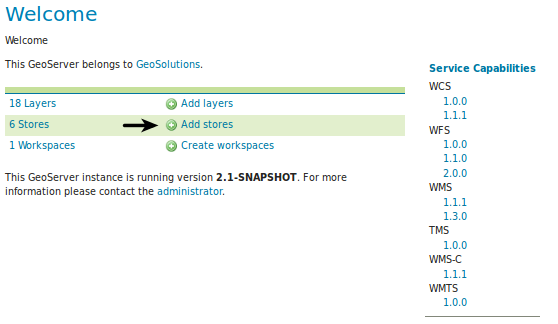 Welcome
Welcome
This GeoServer belongs to GeoSolutions.
18 Layers Add layers
6 Stores Add stores
1 Workspaces Create workspaces
This GeoServer instance is running version 2.1-SNAPSHOT. For more
information please contact the administrator.
Service Capabilities
WCS
1.0.0
1.1.1
WFS
1.0.0
1.1.0
2.0.0
WMS
1.1.1
1.3.0
TMS
1.0.0
WMS-C
1.1.1
WMTS
1.0.0